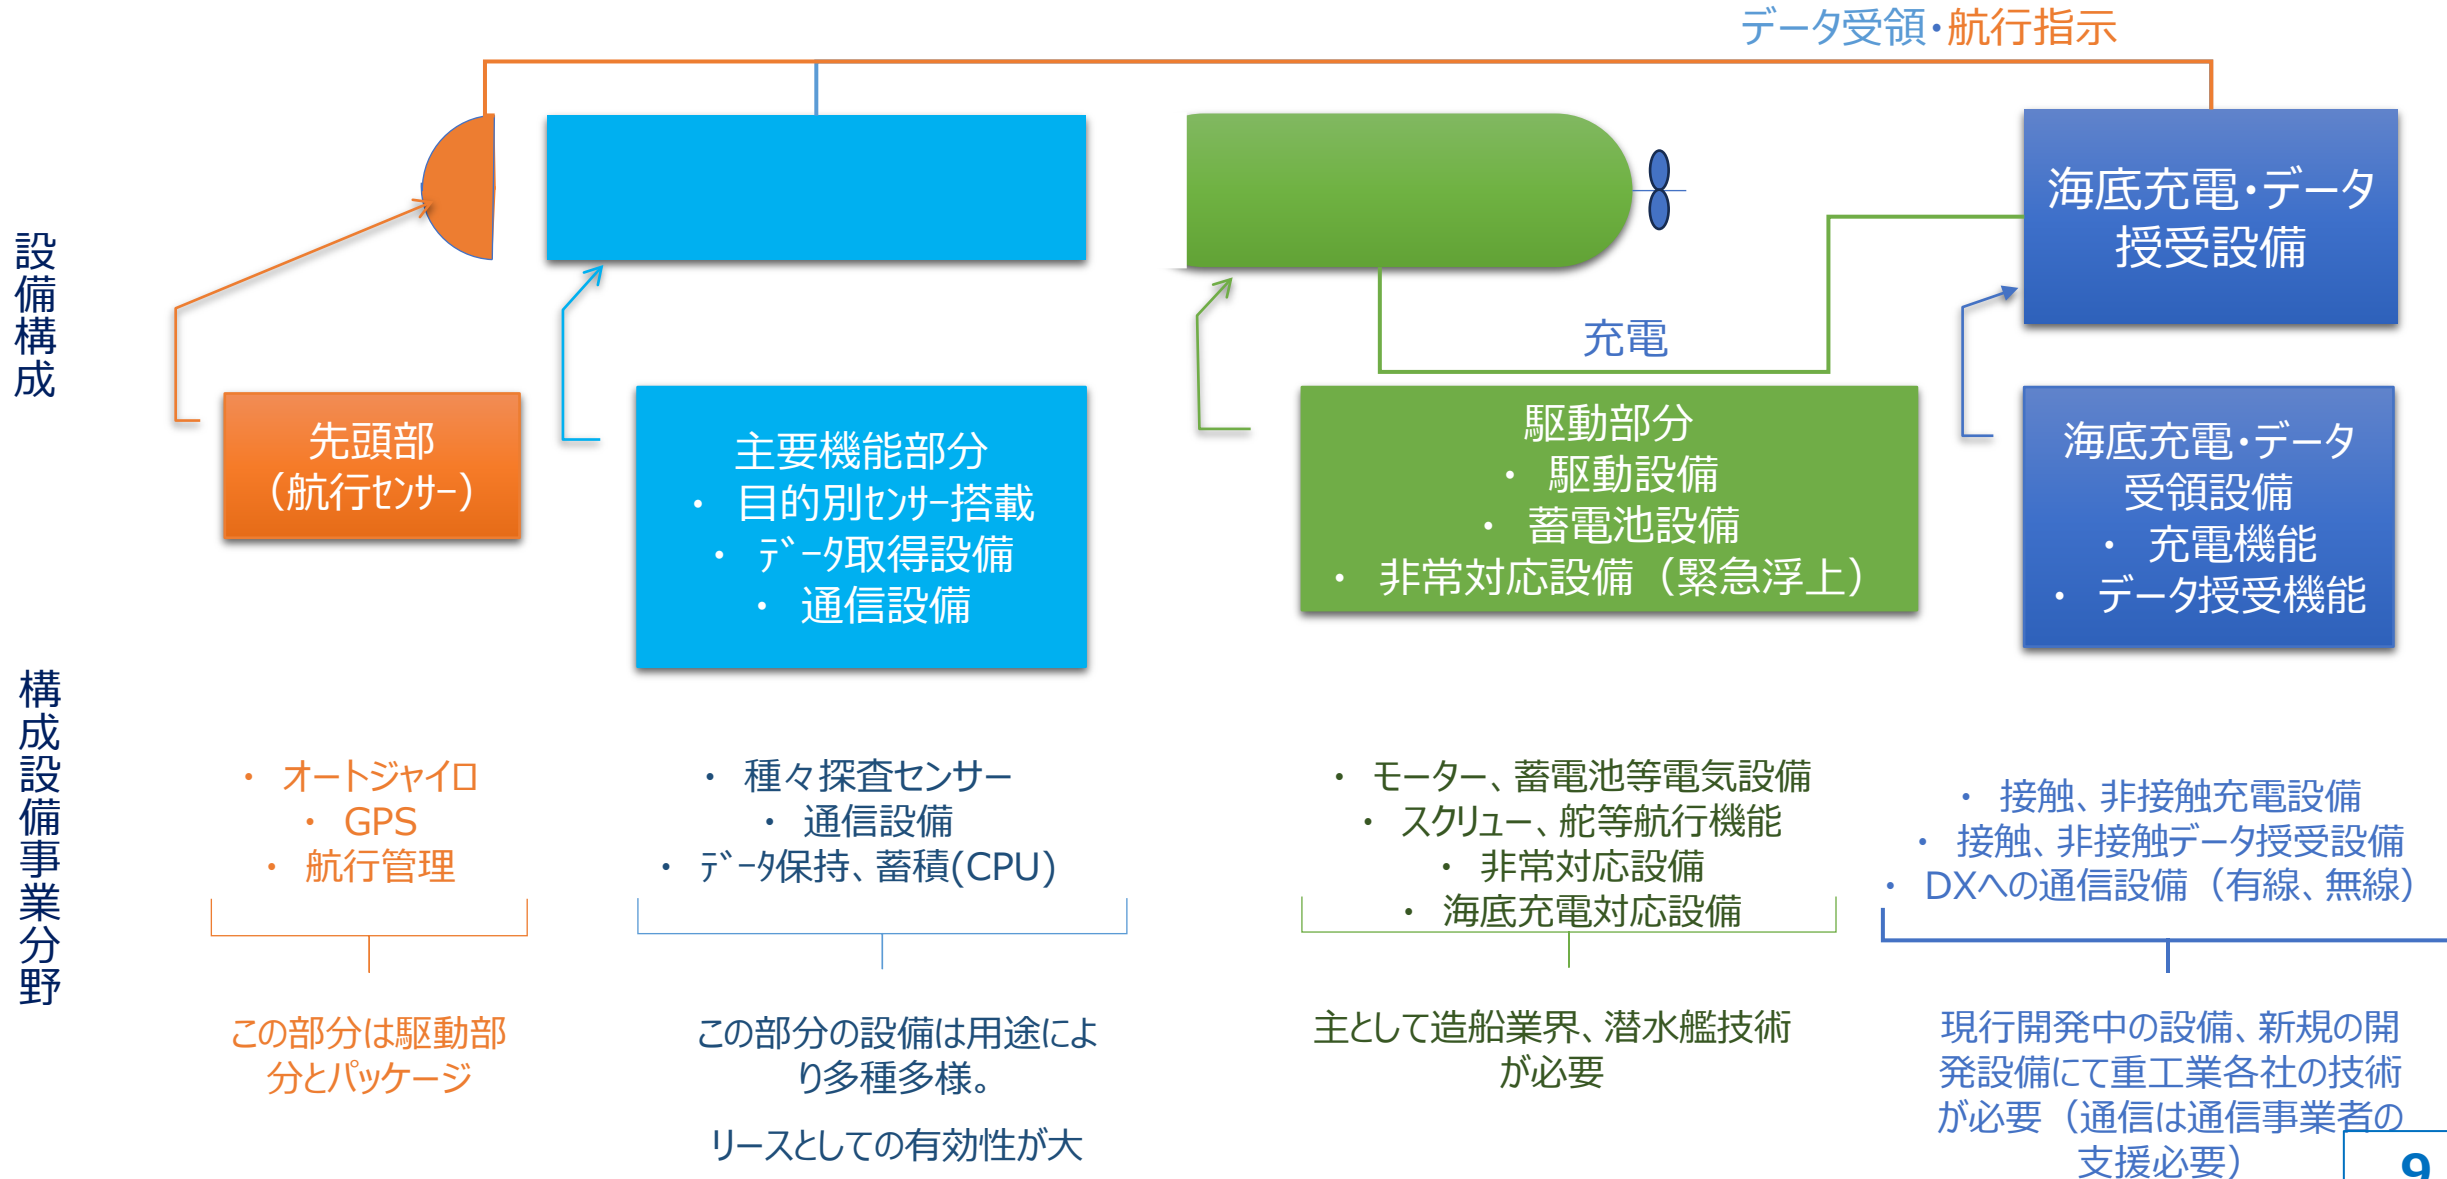 データ受領・航行指示
設備構成
海底充電・データ
授受設備
充電
先頭部
（航行ｾﾝｻｰ）
主要機能部分
・ 目的別ｾﾝｻｰ搭載
・ ﾃﾞｰﾀ取得設備
・ 通信設備
駆動部分
・ 駆動設備
・ 蓄電池設備
・ 非常対応設備（緊急浮上）
海底充電・データ
受領設備
・ 充電機能
・ データ授受機能
構成設備事業分野
・ オートジャイロ
・ GPS
・ 航行管理
この部分は駆動部
分とパッケージ
・ 種々探査センサー
・ 通信設備
・ ﾃﾞｰﾀ保持、蓄積(CPU)
この部分の設備は用途によ
り多種多様。
リースとしての有効性が大
・ モーター、蓄電池等電気設備
・ スクリュー、舵等航行機能
・ 非常対応設備
・ 海底充電対応設備
主として造船業界、潜水艦技術
が必要
・ 接触、非接触充電設備
・ 接触、非接触データ授受設備
・ DXへの通信設備（有線、無線）
現行開発中の設備、新規の開
発設備にて重工業各社の技術
が必要（通信は通信事業者の
支援必要）
9